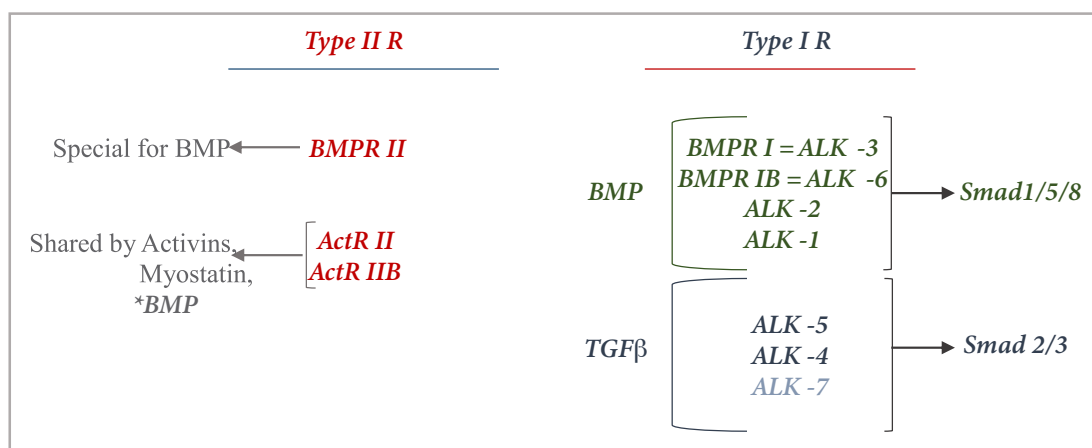 Type II R
Type I R
Special for BMP
BMPR II
Shared by Activins,
Myostatin,
*BMP
ActR II
ActR IIB
BMP
BMPR I = ALK -3
BMPR IB = ALK -6
ALK -2
ALK -1
Smad1/5/8
TGFβ
ALK -5
ALK -4
ALK -7
Smad 2/3